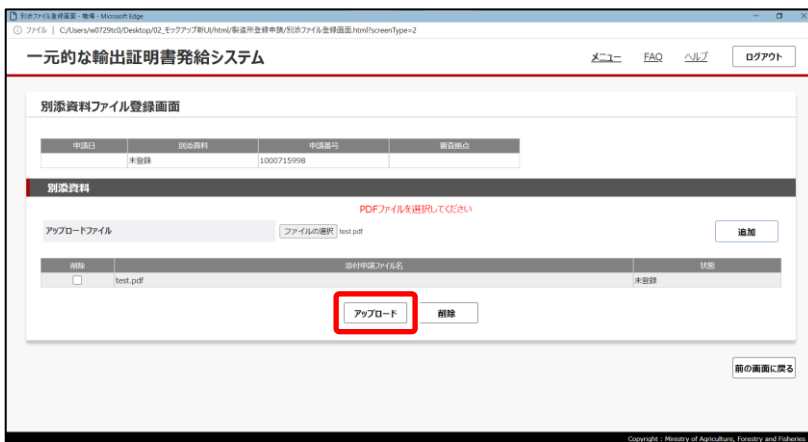 別添ファイル登録画面 - 職場 - Microsoft Edge
ファイル | C:/Users/w0729tc0/Desktop/02_モックアップ新UI/html/製造所登録申請/別添ファイル登録画面.html?screenType=2
一元的な輸出証明書発給システム
メニュー FAQ ヘルプ ログアウト
別添資料ファイル登録画面
申請日 別添資料 申請番号 審査拠点
未登録 1000715998
別添資料
PDFファイルを選択してください
アップロードファイル ファイルの選択 test.pdf 追加
削除 添付申請ファイル名 状態
test.pdf 未登録
アップロード 削除
前の画面に戻る
Copyright : Ministry of Agriculture, Forestry and Fisheries